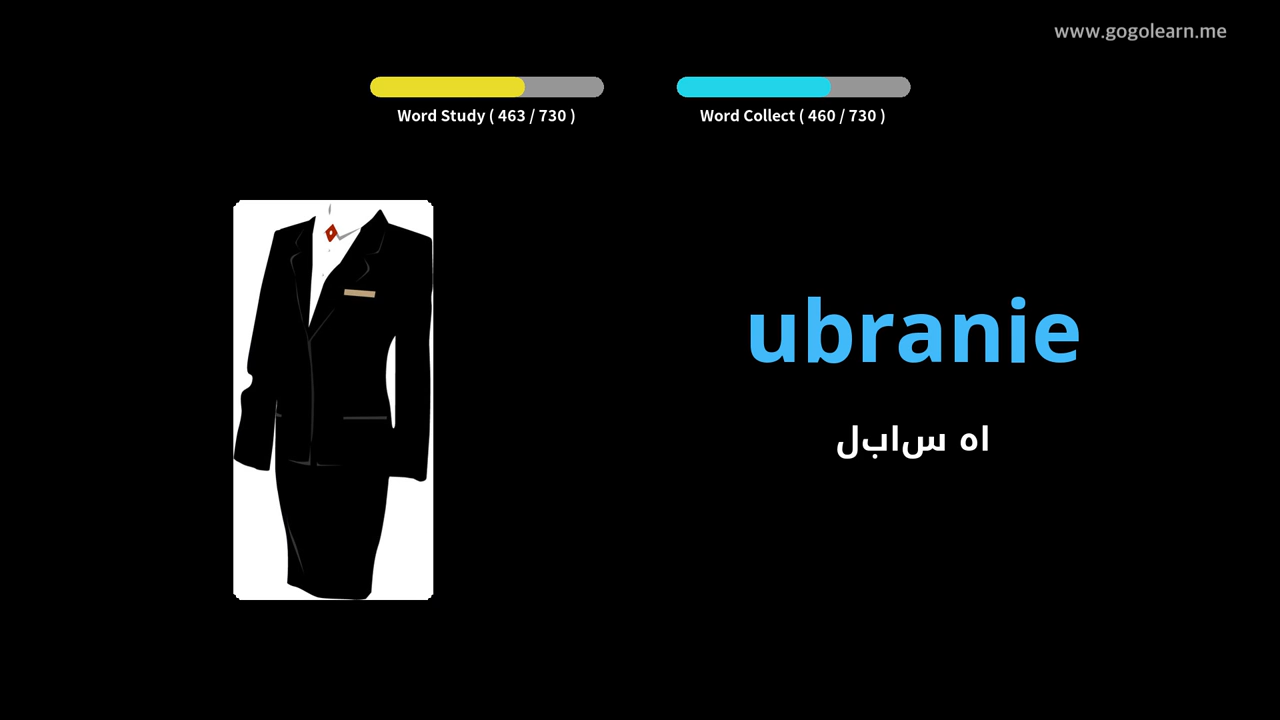 www.gogolearn.me
Word Study ( 463 / 730 )
Word Collect ( 460 / 730 )
ubranie
اه سابل